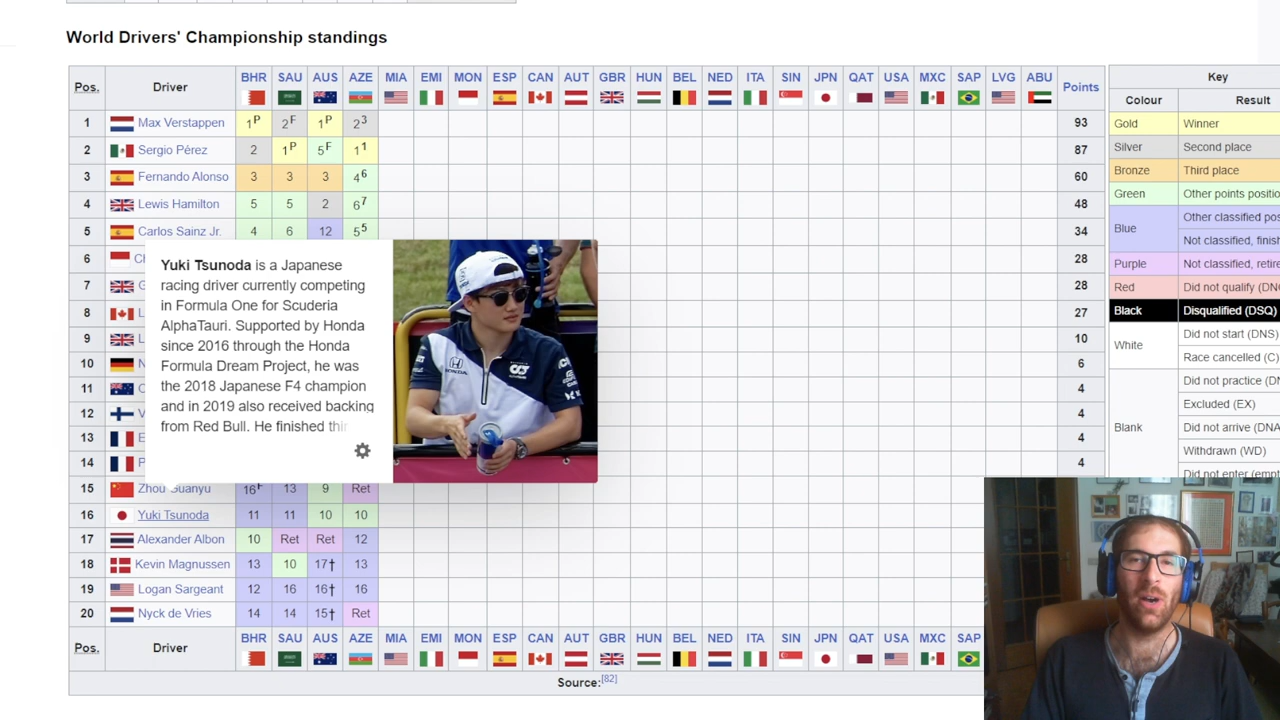 World Drivers' Championship standings
Pos. Driver BHR SAU AUS AZE MIA EMI MON ESP CAN AUT GBR HUN BEL NED ITA SIN JPN QAT USA MXC SAP LVG ABU Points
1 Max Verstappen 1P 2F 1P 23 93
2 Sergio Pérez 2 1P 5F 11 87
3 Fernando Alonso 3 3 3 46 60
4 Lewis Hamilton 5 5 2 67 48
5 Carlos Sainz Jr. 4 6 12 55 34
6 28
7 28
8 L 27
9 L 10
10 N 6
11 4
12 V 4
13 E 4
14 4
15 Zhou Guanyu 16F 13 9 Ret
16 Yuki Tsunoda 11 11 10 10
17 Alexander Albon 10 Ret Ret 12
18 Kevin Magnussen 13 10 17† 13
19 Logan Sargeant 12 16 16† 16
20 Nyck de Vries 14 14 15† Ret
Pos. Driver BHR SAU AUS AZE MIA EMI MON ESP CAN AUT GBR HUN BEL NED ITA SIN JPN QAT USA MXC SAP
Source:[82]
Yuki Tsunoda is a Japanese
racing driver currently competing
in Formula One for Scuderia
AlphaTauri. Supported by Honda
since 2016 through the Honda
Formula Dream Project, he was
the 2018 Japanese F4 champion
and in 2019 also received backing
from Red Bull. He finished
HONDA
Key
Colour Result
Gold Winner
Silver Second place
Bronze Third place
Green Other points positio
Blue Other classified pos
Not classified, finish
Purple Not classified, retire
Red Did not qualify (DNQ
Black Disqualified (DSQ)
White Did not start (DNS)
Race cancelled (C)
Blank Did not practice (DN
Excluded (EX)
Did not arrive (DNA
Withdrawn (WD)
Did not enter (empt